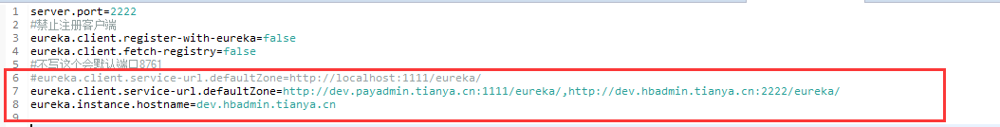 1 server.port=2222
2 #禁止注册客户端
3 eureka.client.register-with-eureka=false
4 eureka.client.fetch-registry=false
5 #不写这个会默认端口8761
6 #eureka.client.service-url.defaultZone=http://localhost:1111/eureka/
7 eureka.client.service-url.defaultZone=http://dev.payadmin.tianya.cn:1111/eureka/,http://dev.hbadmin.tianya.cn:2222/eureka/
8 eureka.instance.hostname=dev.hbadmin.tianya.cn
9